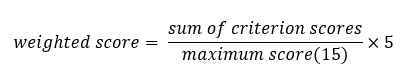 weighted score = sum of criterion scores / maximum score(15) × 5